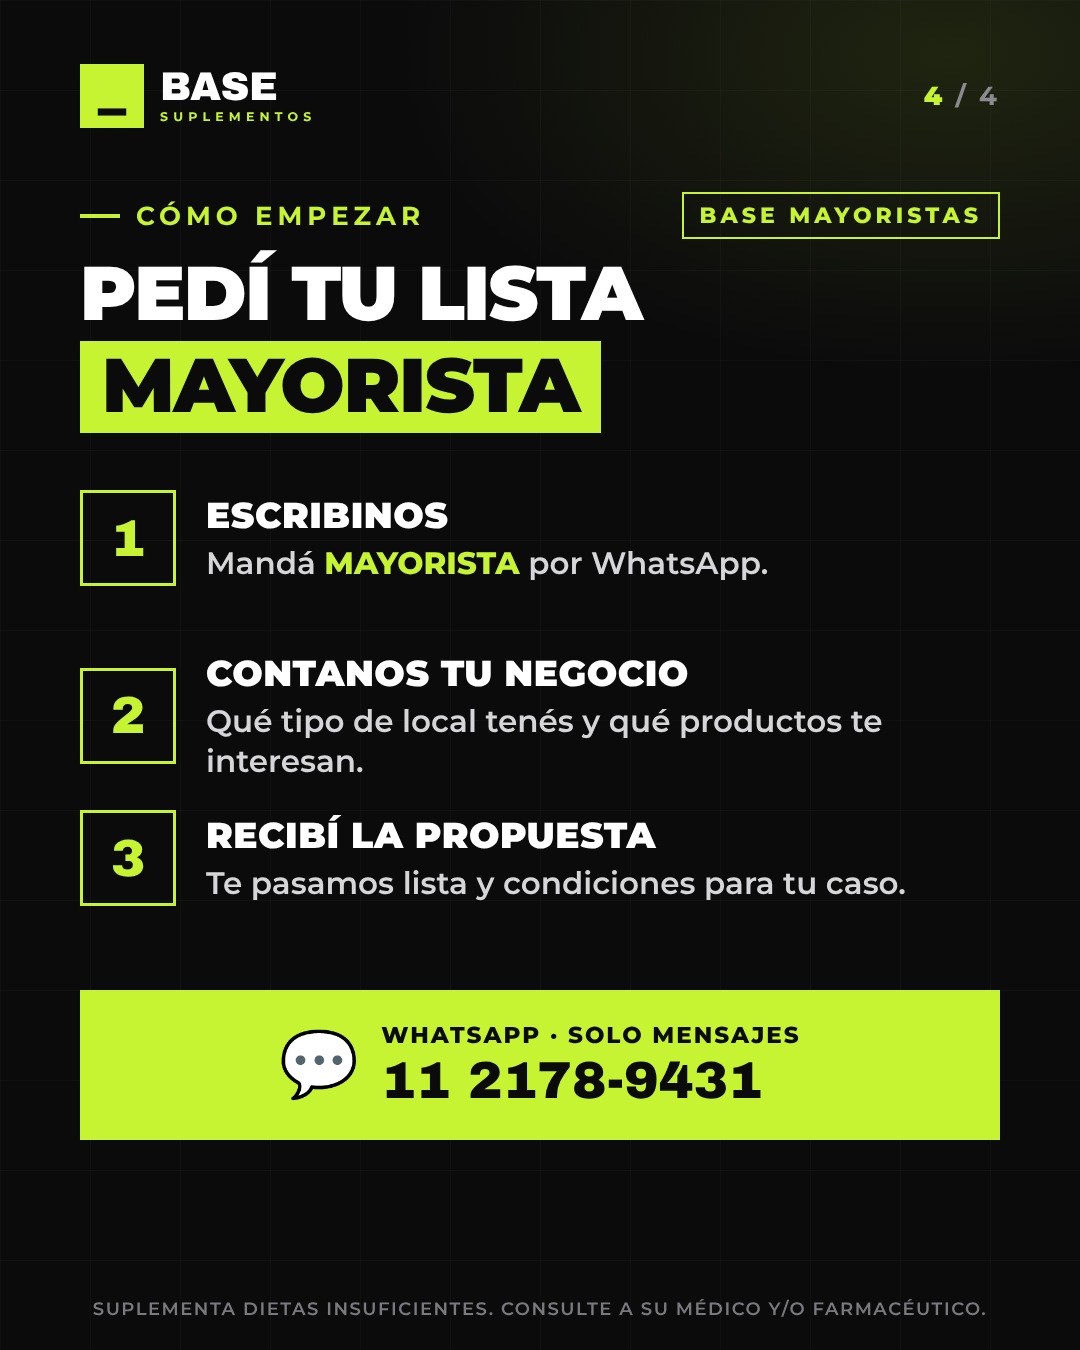 BASE
SUPLEMENTOS
4 / 4
CÓMO EMPEZAR
BASE MAYORISTAS
PEDÍ TU LISTA
MAYORISTA
1
ESCRIBINOS
Mandá MAYORISTA por WhatsApp.
2
CONTANOS TU NEGOCIO
Qué tipo de local tenés y qué productos te
interesan.
3
RECIBÍ LA PROPUESTA
Te pasamos lista y condiciones para tu caso.
WHATSAPP · SOLO MENSAJES
11 2178-9431
SUPLEMENTA DIETAS INSUFICIENTES. CONSULTE A SU MÉDICO Y/O FARMACÉUTICO.